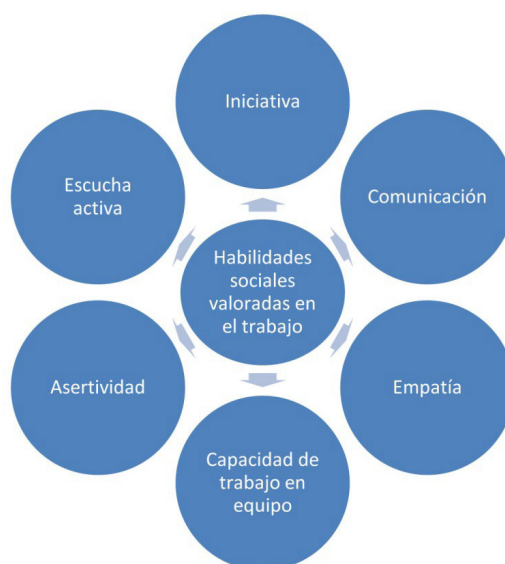 Iniciativa
Comunicación
Empatía
Capacidad de
trabajo en
equipo
Asertividad
Escucha
activa
Habilidades
sociales
valoradas en
el trabajo